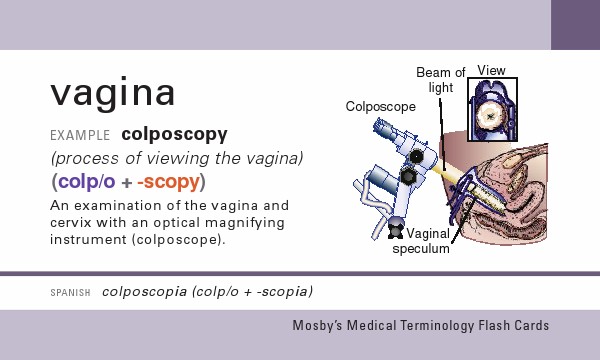 vagina
EXAMPLE colposcopy
(process of viewing the vagina)
(colp/o + -scopy)
An examination of the vagina and
cervix with an optical magnifying
instrument (colposcope).
Beam of
light
View
Colposcope
Vaginal
speculum
SPANISH colposcopia (colp/o + -scopia)
Mosby's Medical Terminology Flash Cards